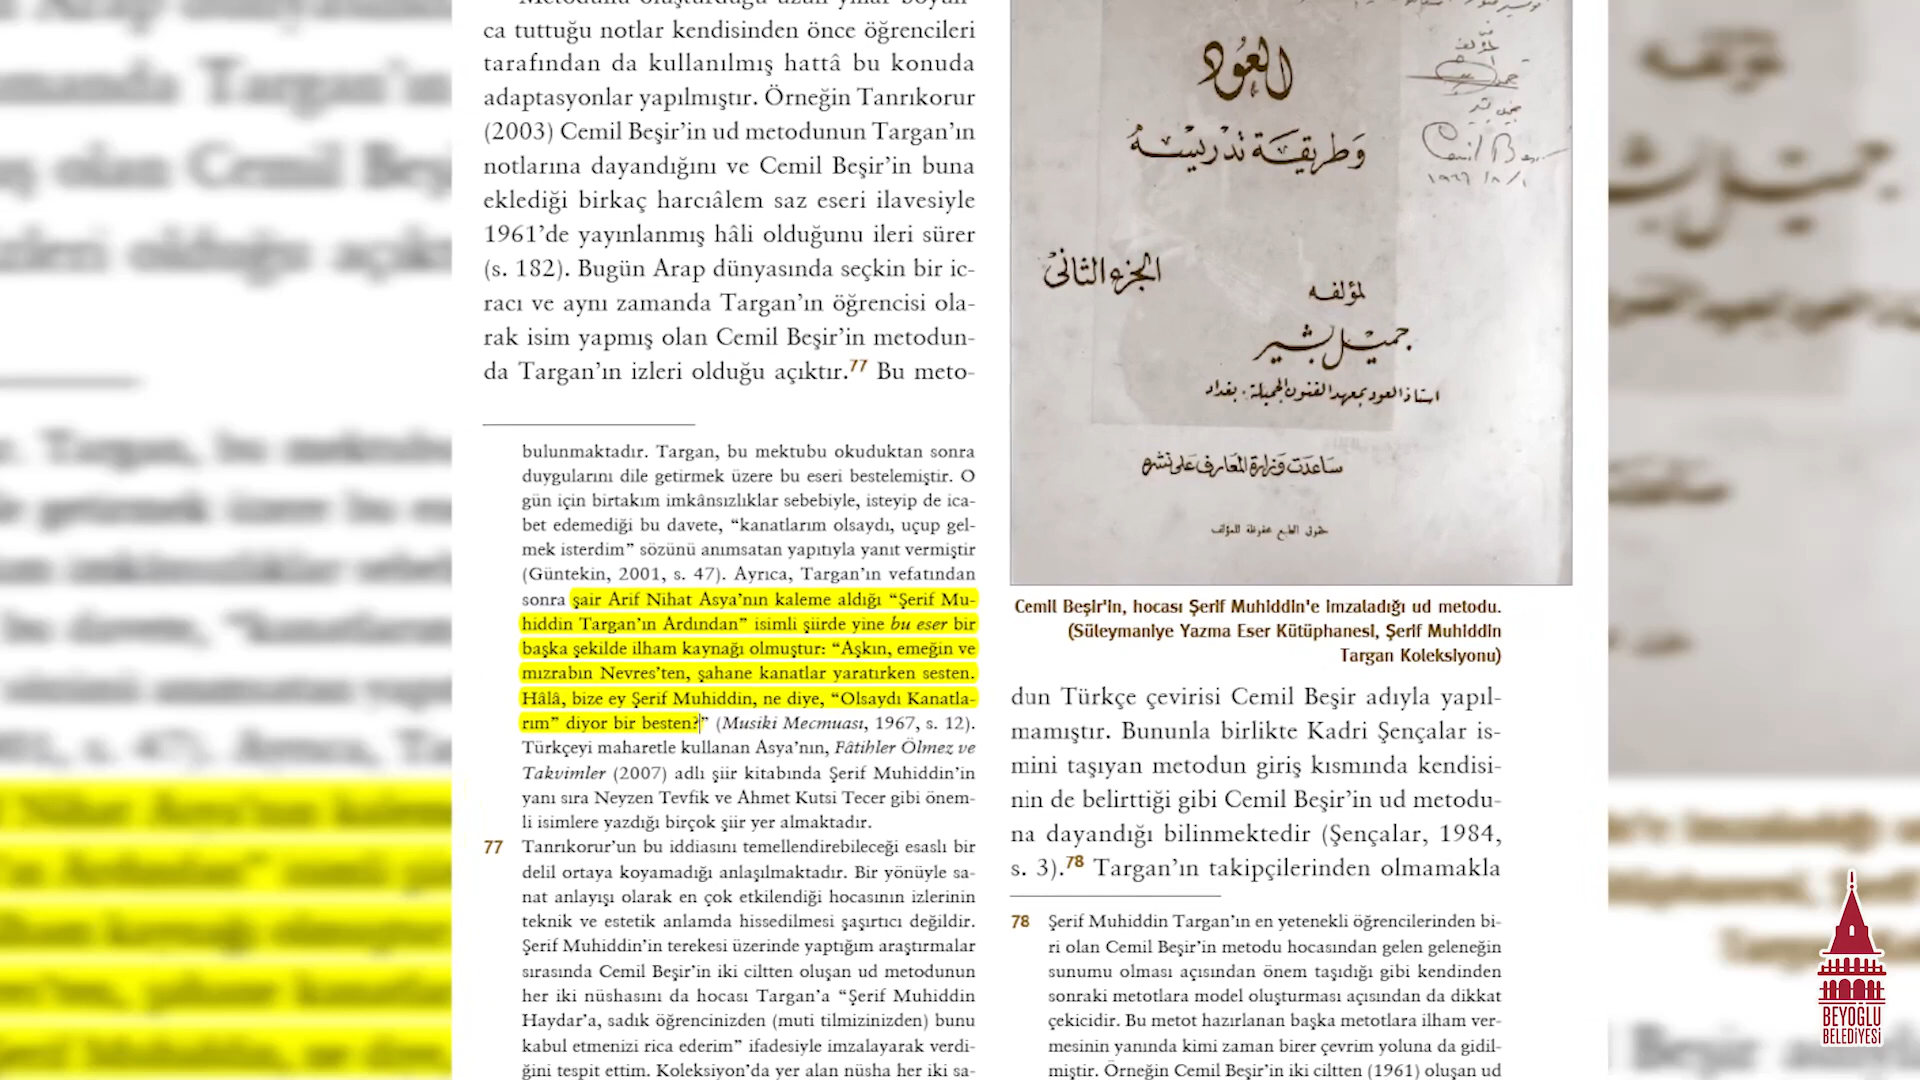 Metodunu oluşturduğu uzun yıllar boyun-
ca tuttuğu notlar kendisinden önce öğrencileri
tarafından da kullanılmış hattâ bu konuda
adaptasyonlar yapılmıştır. Örneğin Tanrıkorur
(2003) Cemil Beşir’in ud metodunun Targan’ın
notlarına dayandığını ve Cemil Beşir’in buna
eklediği birkaç harcıâlem saz eseri ilavesiyle
1961’de yayınlanmış hâli olduğunu ileri sürer
(s. 182). Bugün Arap dünyasında seçkin bir ic-
racı ve aynı zamanda Targan’ın öğrencisi ola-
rak isim yapmış olan Cemil Beşir’in metodun-
da Targan’ın izleri olduğu açıktır.77 Bu meto-
bulunmaktadır. Targan, bu mektubu okuduktan sonra
duygularını dile getirmek üzere bu eseri bestelemiştir. O
gün için birtakım imkânsızlıklar sebebiyle, isteyip de ica-
bet edemediği bu davete, “kanatlarım olsaydı, uçup gel-
mek isterdim” sözünü anımsatan yapıtıyla yanıt vermiştir
(Güntekin, 2001, s. 47). Ayrıca, Targan’ın vefatından
sonra şair Arif Nihat Asya’nın kaleme aldığı “Şerif Mu-
hiddin Targan’ın Ardından” isimli şiirde yine bu eser bir
başka şekilde ilham kaynağı olmuştur: “Aşkın, emeğin ve
mızrabın Nevres’ten, şahane kanatlar yaratırken sesten.
Hâlâ, bize ey Şerif Muhiddin, ne diye, “Olsaydı Kanatla-
rım” diyor bir besten?” (Musiki Mecmuası, 1967, s. 12).
Türkçeyi maharetle kullanan Asya’nın, Fâtihler Ölmez ve
Takvimler (2007) adlı şiir kitabında Şerif Muhiddin’in
yanı sıra Neyzen Tevfik ve Ahmet Kutsi Tecer gibi önem-
li isimlere yazdığı birçok şiir yer almaktadır.
77 Tanrıkorur’un bu iddiasını temellendirebileceği esaslı bir
delil ortaya koyamadığı anlaşılmaktadır. Bir yönüyle sa-
nat anlayışı olarak en çok etkilendiği hocasının izlerinin
teknik ve estetik anlamda hissedilmesi şaşırtıcı değildir.
Şerif Muhiddin’in terekesi üzerinde yaptığım araştırmalar
sırasında Cemil Beşir’in iki ciltten oluşan ud metodunun
her iki nüshasını da hocası Targan’a “Şerif Muhiddin
Haydar’a, sadık öğrencinizden (muti tilmizinizden) bunu
kabul etmenizi rica ederim” ifadesiyle imzalayarak verdi-
ğini tespit ettim. Koleksiyon’da yer alan nüsha her iki sa-
العود
وطريقة تدريسه
الجزء الثاني
لمؤلفه
جميل بشير
استاذ العود بمعهد الفنون الجميلة . بغداد
ساعدت وزارة المعارف على نشره
حقوق الطبع محفوظة للمؤلف
Cemil Beşir'in, hocası Şerif Muhiddin'e imzaladığı ud metodu.
(Süleymaniye Yazma Eser Kütüphanesi, Şerif Muhiddin
Targan Koleksiyonu)
dun Türkçe çevirisi Cemil Beşir adıyla yapıl-
mamıştır. Bununla birlikte Kadri Şençalar is-
mini taşıyan metodun giriş kısmında kendisi-
nin de belirttiği gibi Cemil Beşir’in ud metodu-
na dayandığı bilinmektedir (Şençalar, 1984,
s. 3).78 Targan’ın takipçilerinden olmamakla
78 Şerif Muhiddin Targan’ın en yetenekli öğrencilerinden bi-
ri olan Cemil Beşir’in metodu hocasından gelen geleneğin
sunumu olması açısından önem taşıdığı gibi kendinden
sonraki metotlara model oluşturması açısından da dikkat
çekicidir. Bu metot hazırlanan başka metotlara ilham ver-
mesinin yanında kimi zaman birer çevrim yoluna da gidil-
miştir. Örneğin Cemil Beşir’in iki ciltten (1961) oluşan ud
BEYOĞLU
BELEDİYESİ